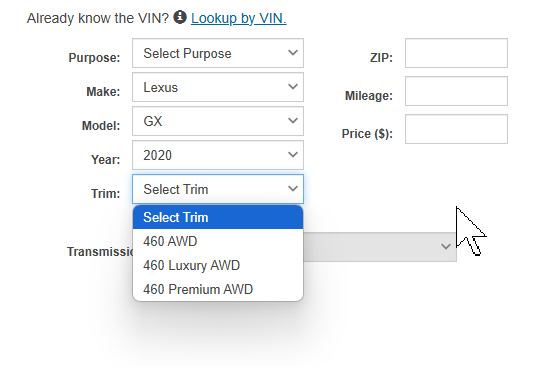 Already know the VIN? Lookup by VIN.
Purpose: Select Purpose ZIP:
Make: Lexus Mileage:
Model: GX Price ($):
Year: 2020
Trim: Select Trim
Select Trim
460 AWD
460 Luxury AWD
460 Premium AWD